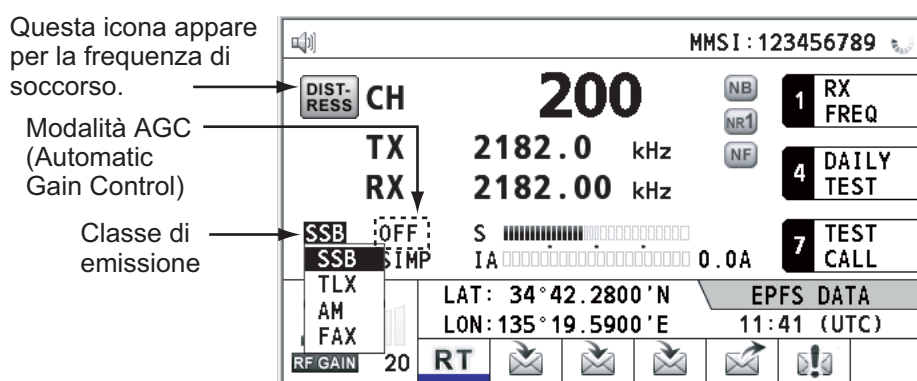 Questa icona appare
per la frequenza di
soccorso.
Modalità AGC
(Automatic
Gain Control)
Classe di
emissione
MMSI:123456789
DIST-
RESS CH 200
TX 2182.0 kHz
RX 2182.00 kHz
NB
NR1
NF
1 RX
FREQ
4 DAILY
TEST
7 TEST
CALL
SSB OFF
SIMP
SSB
TLX
AM
FAX
S
IA 0.0A
LAT: 34°42.2800'N
LON:135°19.5900'E
EPFS DATA
11:41 (UTC)
RF GAIN 20
RT